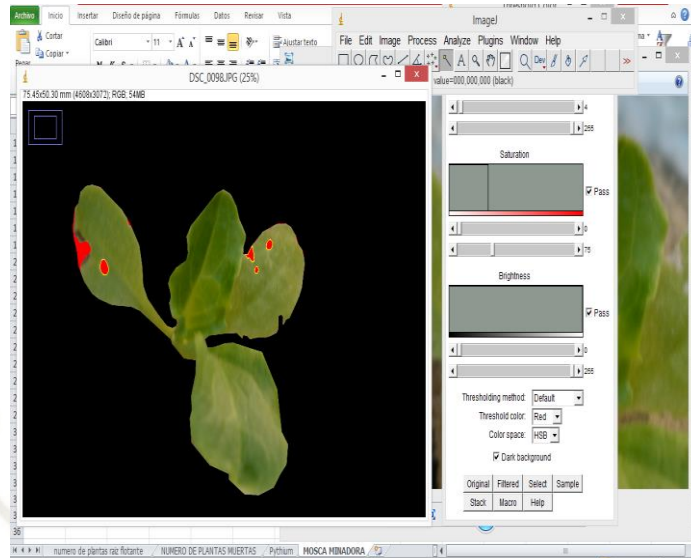 Archivo Inicio Insertar Diseño de página Fórmulas Datos Revisar Vista
Cortar
Copiar
Calibri 11 A A
Ajustar texto
ImageJ
File Edit Image Process Analyze Plugins Window Help
Dev
value=000,000,000 (black)
DSC_0098.JPG (25%)
75.45x50.30 mm (4608x3072); RGB; 54MB
4
255
Saturation
Pass
0
75
Brightness
Pass
0
255
Thresholding method: Default
Threshold color: Red
Color space: HSB
Dark background
Original Filtered Select Sample
Stack Macro Help
36
numero de plantas raiz flotante NUMERO DE PLANTAS MUERTAS Pythium MOSCA MINADORA